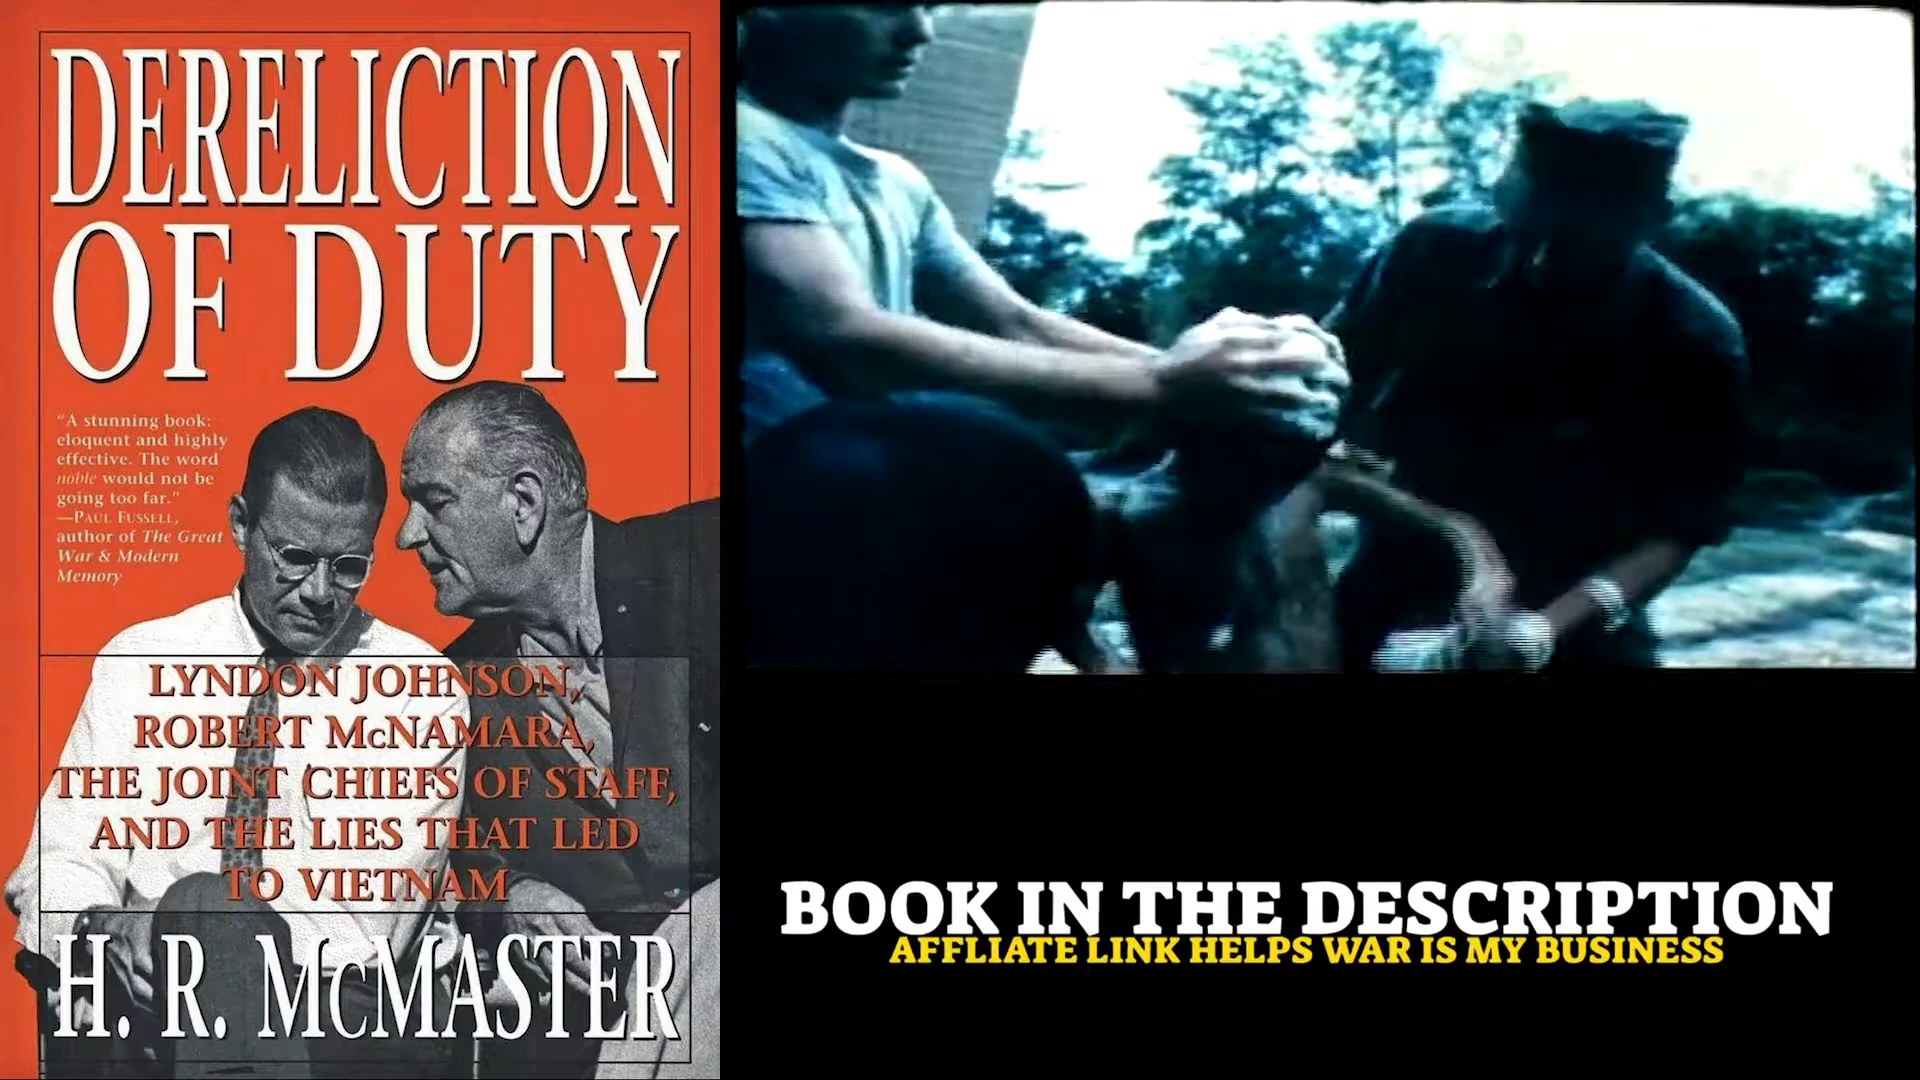 DERELICTION
OF DUTY
"A stunning book:
eloquent and highly
effective. The word
noble would not be
going too far."
—PAUL FUSSELL,
author of The Great
War & Modern
Memory
LYNDON JOHNSON,
ROBERT McNAMARA,
THE JOINT CHIEFS OF STAFF,
AND THE LIES THAT LED
TO VIETNAM
H. R. McMASTER
BOOK IN THE DESCRIPTION
AFFLIATE LINK HELPS WAR IS MY BUSINESS